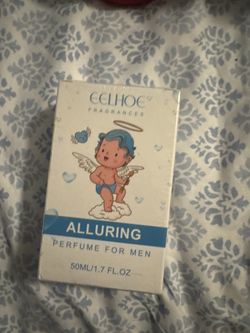 EELHOE
FRAGRANCES
ALLURING
PERFUME FOR MEN
50ML/1.7 FL.OZ